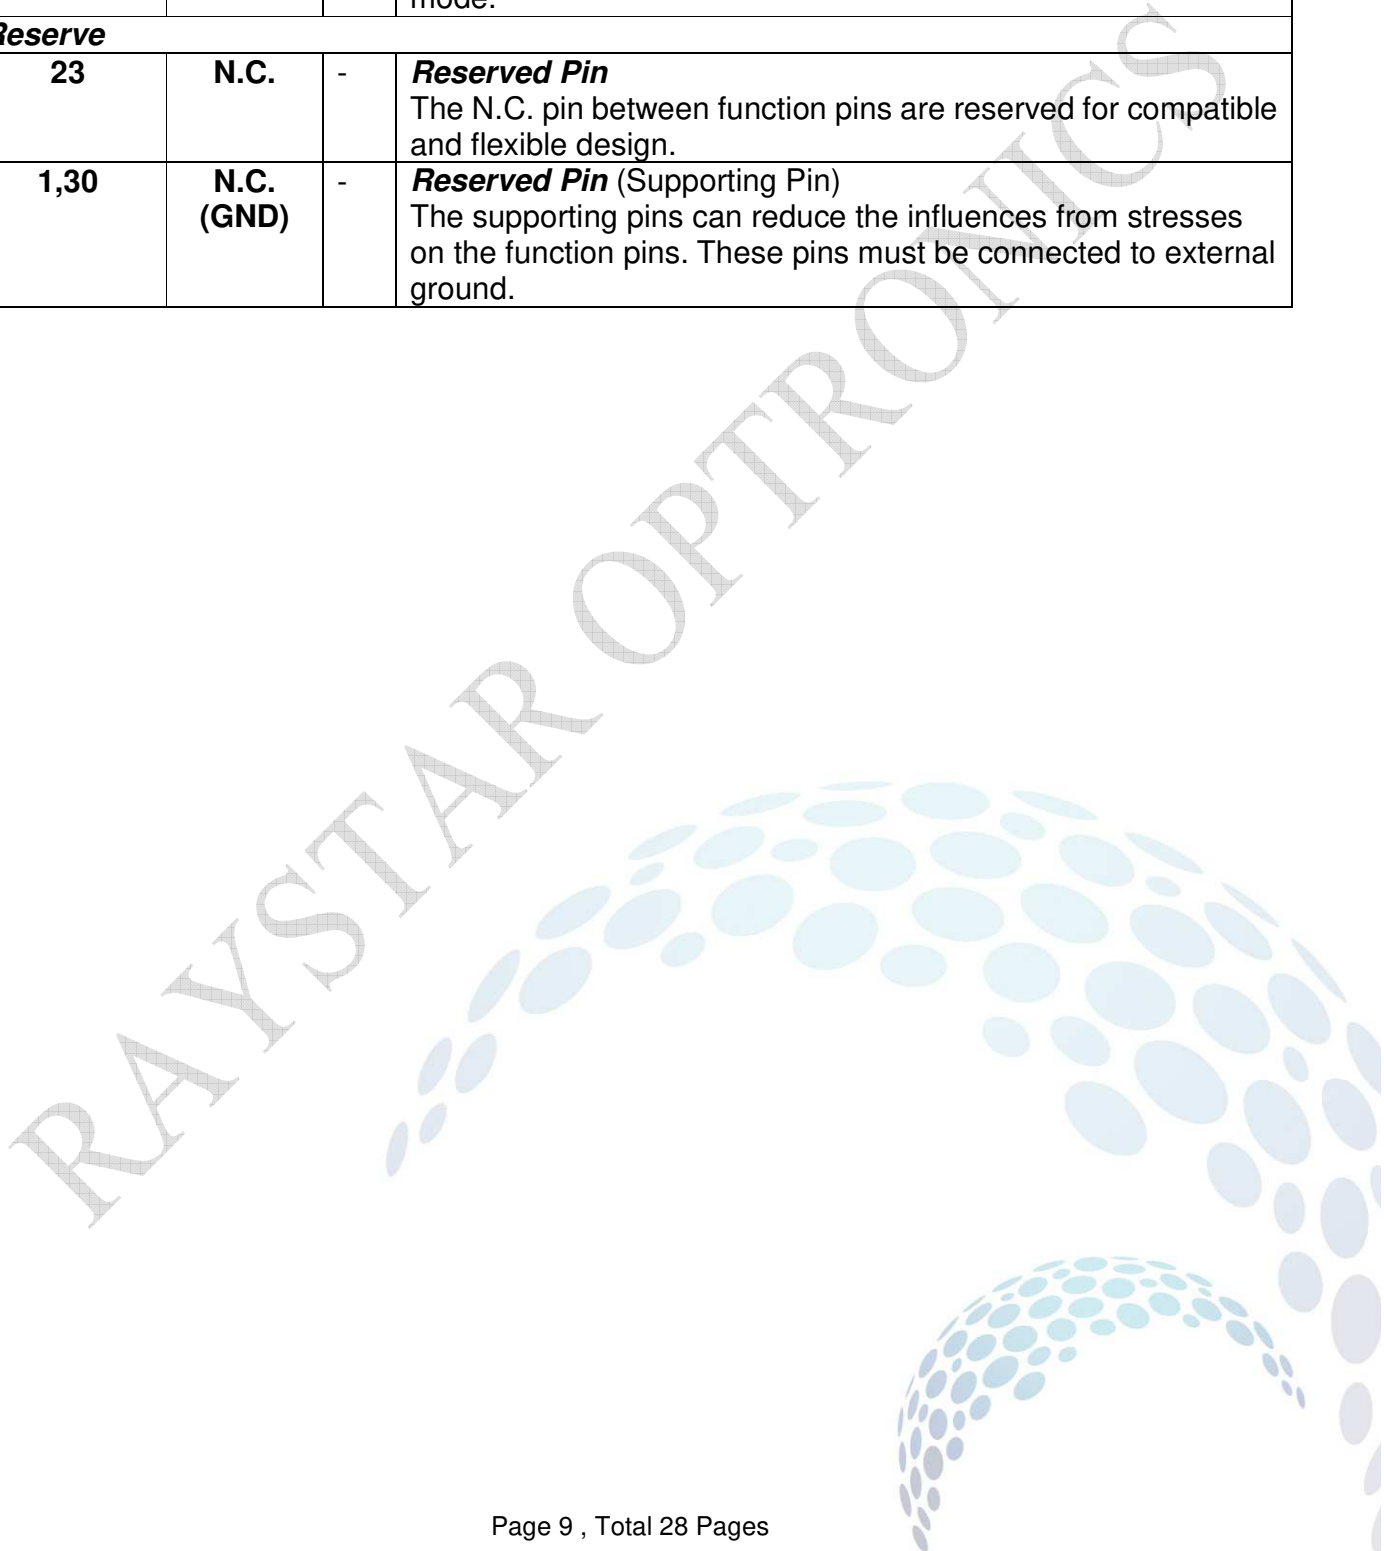 mode.
Reserve
23 N.C. - Reserved Pin
The N.C. pin between function pins are reserved for compatible
and flexible design.
1,30 N.C. - Reserved Pin (Supporting Pin)
(GND) The supporting pins can reduce the influences from stresses
on the function pins. These pins must be connected to external
ground.
RAYSTAR OPTRONICS
Page 9 , Total 28 Pages